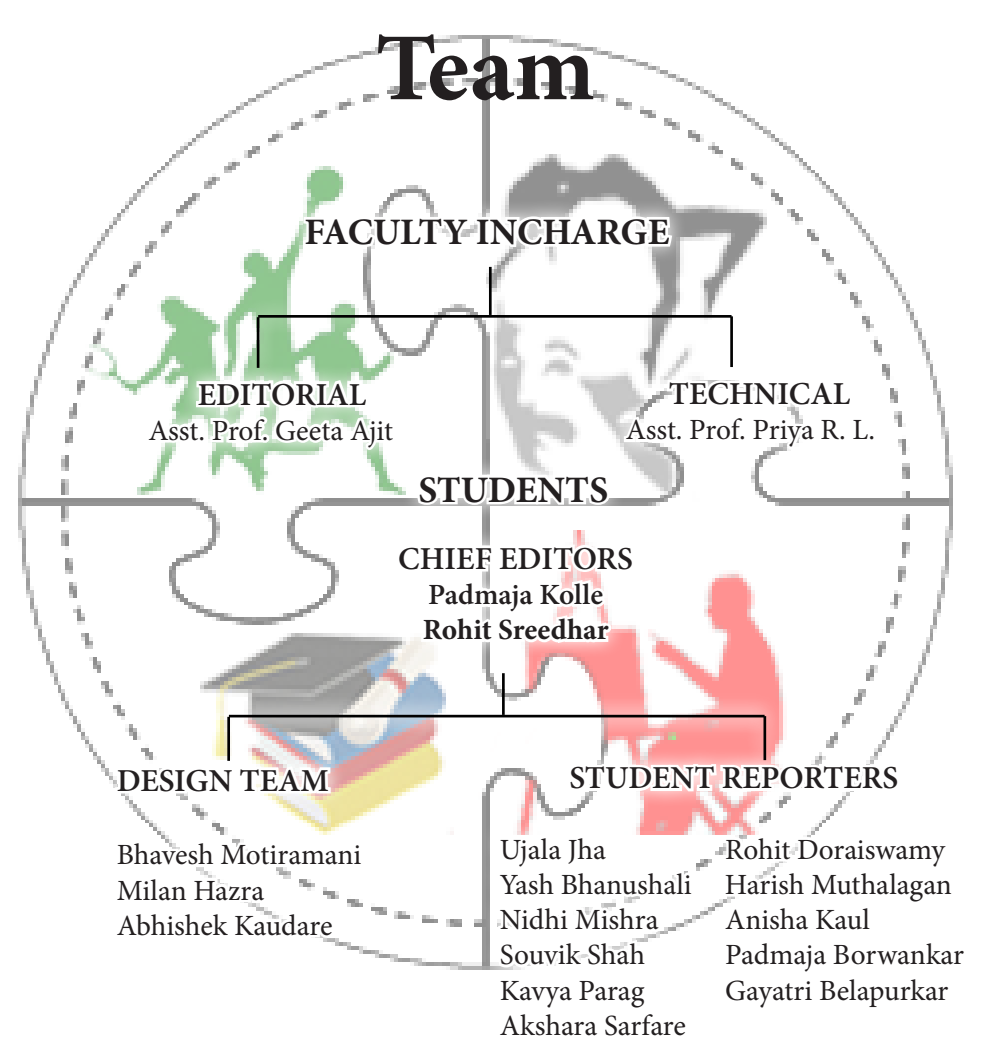 Team
FACULTY INCHARGE
EDITORIAL
Asst. Prof. Geeta Ajit
TECHNICAL
Asst. Prof. Priya R. L.
STUDENTS
CHIEF EDITORS
Padmaja Kolle
Rohit Sreedhar
DESIGN TEAM
Bhavesh Motiramani
Milan Hazra
Abhishek Kaudare
STUDENT REPORTERS
Ujala Jha
Yash Bhanushali
Nidhi Mishra
Souvik Shah
Kavya Parag
Akshara Sarfare
Rohit Doraiswamy
Harish Muthalagan
Anisha Kaul
Padmaja Borwankar
Gayatri Belapurkar